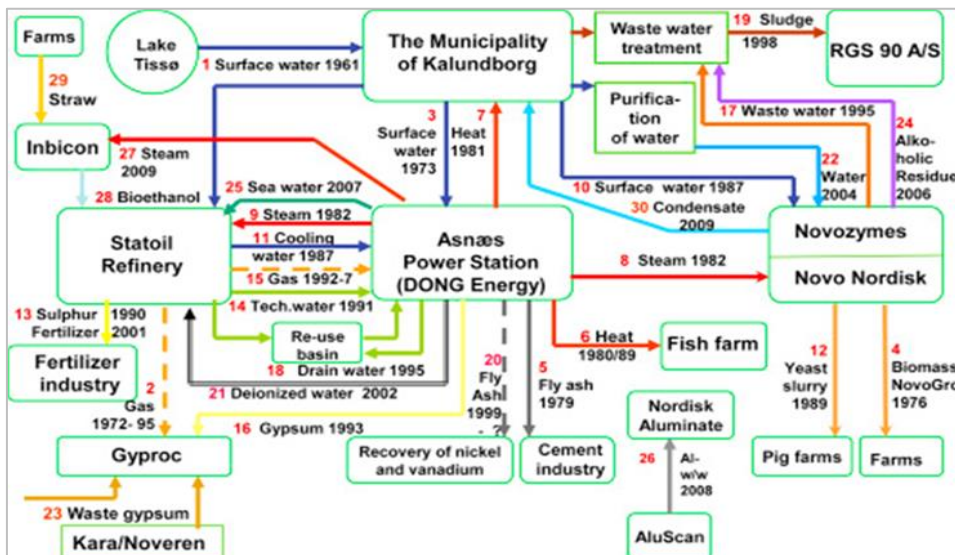 Farms
Lake
Tissø
The Municipality
of Kalundborg
Waste water
treatment
19 Sludge
1998
RGS 90 A/S
1 Surface water 1961
29
Straw
3
Surface
water
1973
7
Heat
1981
Purifica-
tion
of water
17 Waste water 1995
24
Alko-
holic
Residue
2006
Inbicon
27 Steam
2009
28 Bioethanol
25 Sea water 2007
9 Steam 1982
11 Cooling
water 1987
15 Gas 1992-7
14 Tech.water 1991
10 Surface water 1987
30 Condensate
2009
22
Water
2004
Statoil
Refinery
Asnæs
Power Station
(DONG Energy)
8 Steam 1982
Novozymes
Novo Nordisk
13 Sulphur 1990
Fertilizer 2001
Fertilizer
industry
Re-use
basin
18 Drain water 1995
21 Deionized water 2002
2
Gas
1972- 95
16 Gypsum 1993
20
Fly
Ash
1999
- ?
5
Fly ash
1979
6 Heat
1980/89
Fish farm
12
Yeast
slurry
1989
4
Biomass
NovoGro
1976
Gyproc
Recovery of nickel
and vanadium
Cement
industry
Nordisk
Aluminate
26
Al-
w/w
2008
Pig farms
Farms
23 Waste gypsum
Kara/Noveren
AluScan